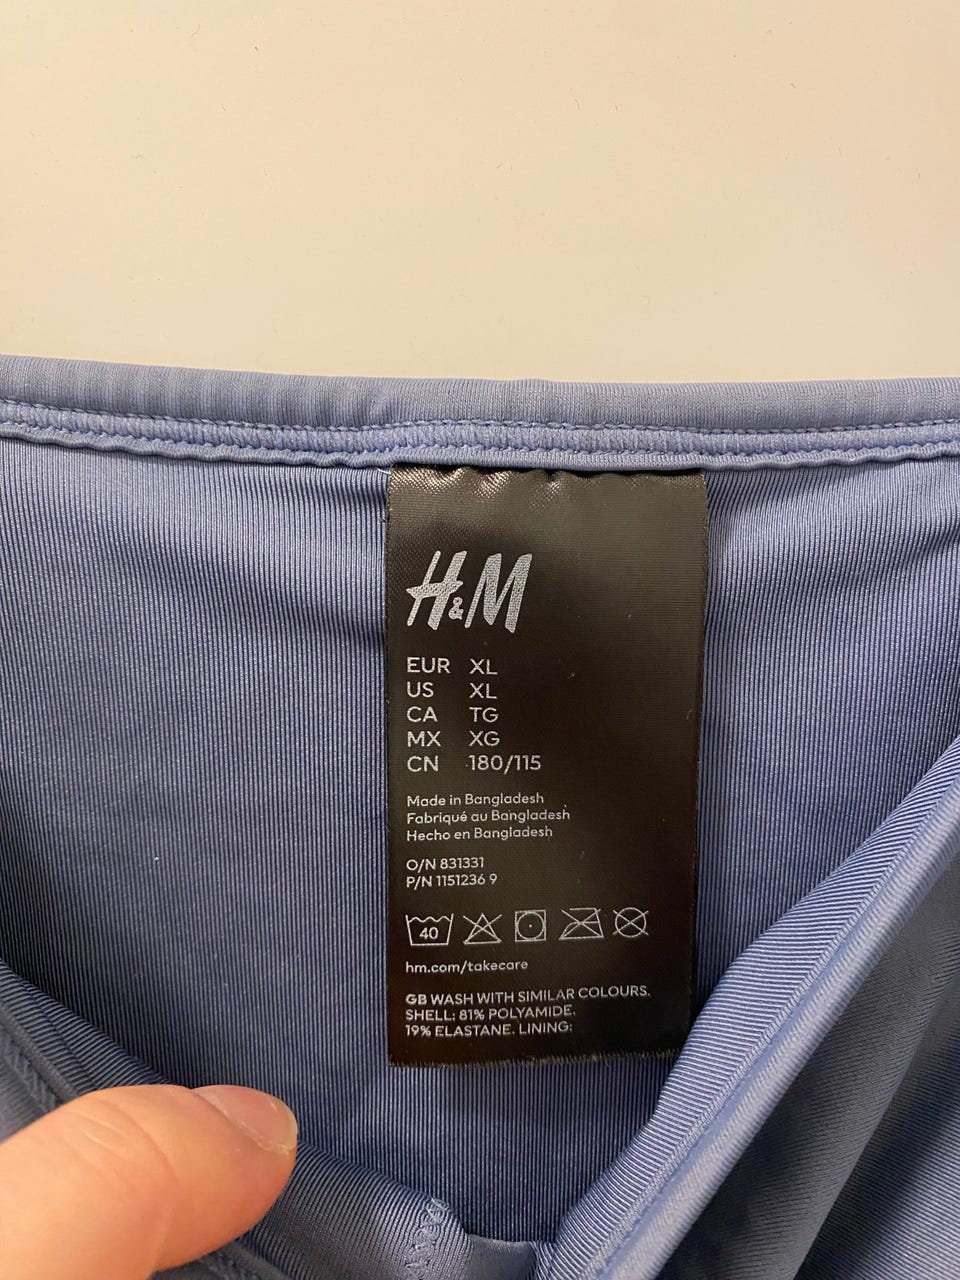 H&M
EUR XL
US XL
CA TG
MX XG
CN 180/115
Made in Bangladesh
Fabriqué au Bangladesh
Hecho en Bangladesh
O/N 831331
P/N 1151236 9
40
hm.com/takecare
GB WASH WITH SIMILAR COLOURS.
SHELL: 81% POLYAMIDE,
19% ELASTANE. LINING: